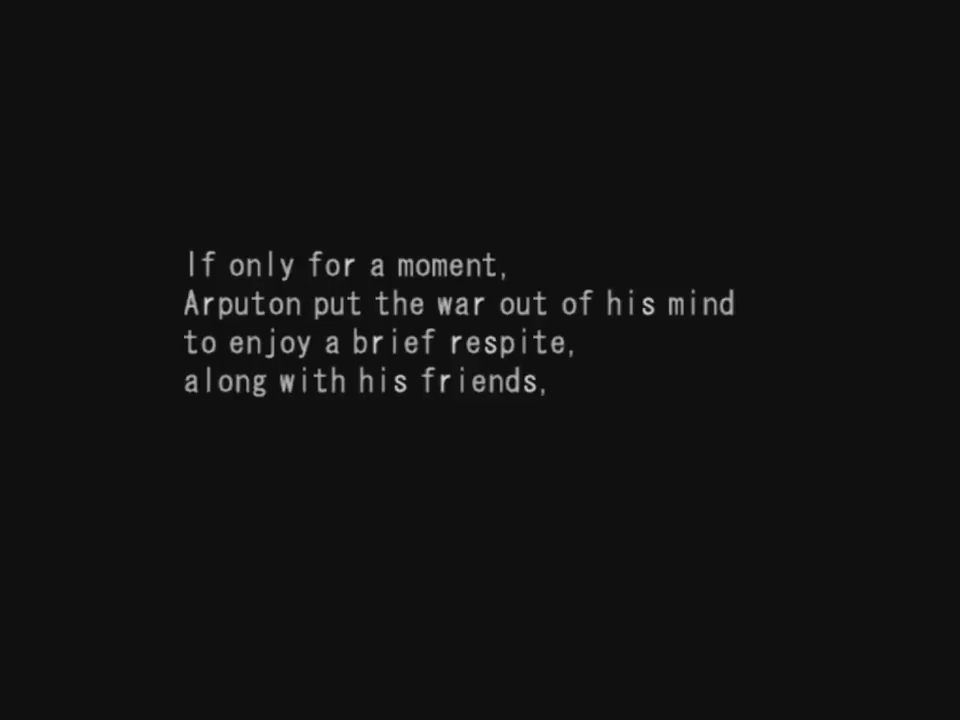 If only for a moment,
Arputon put the war out of his mind
to enjoy a brief respite,
along with his friends,